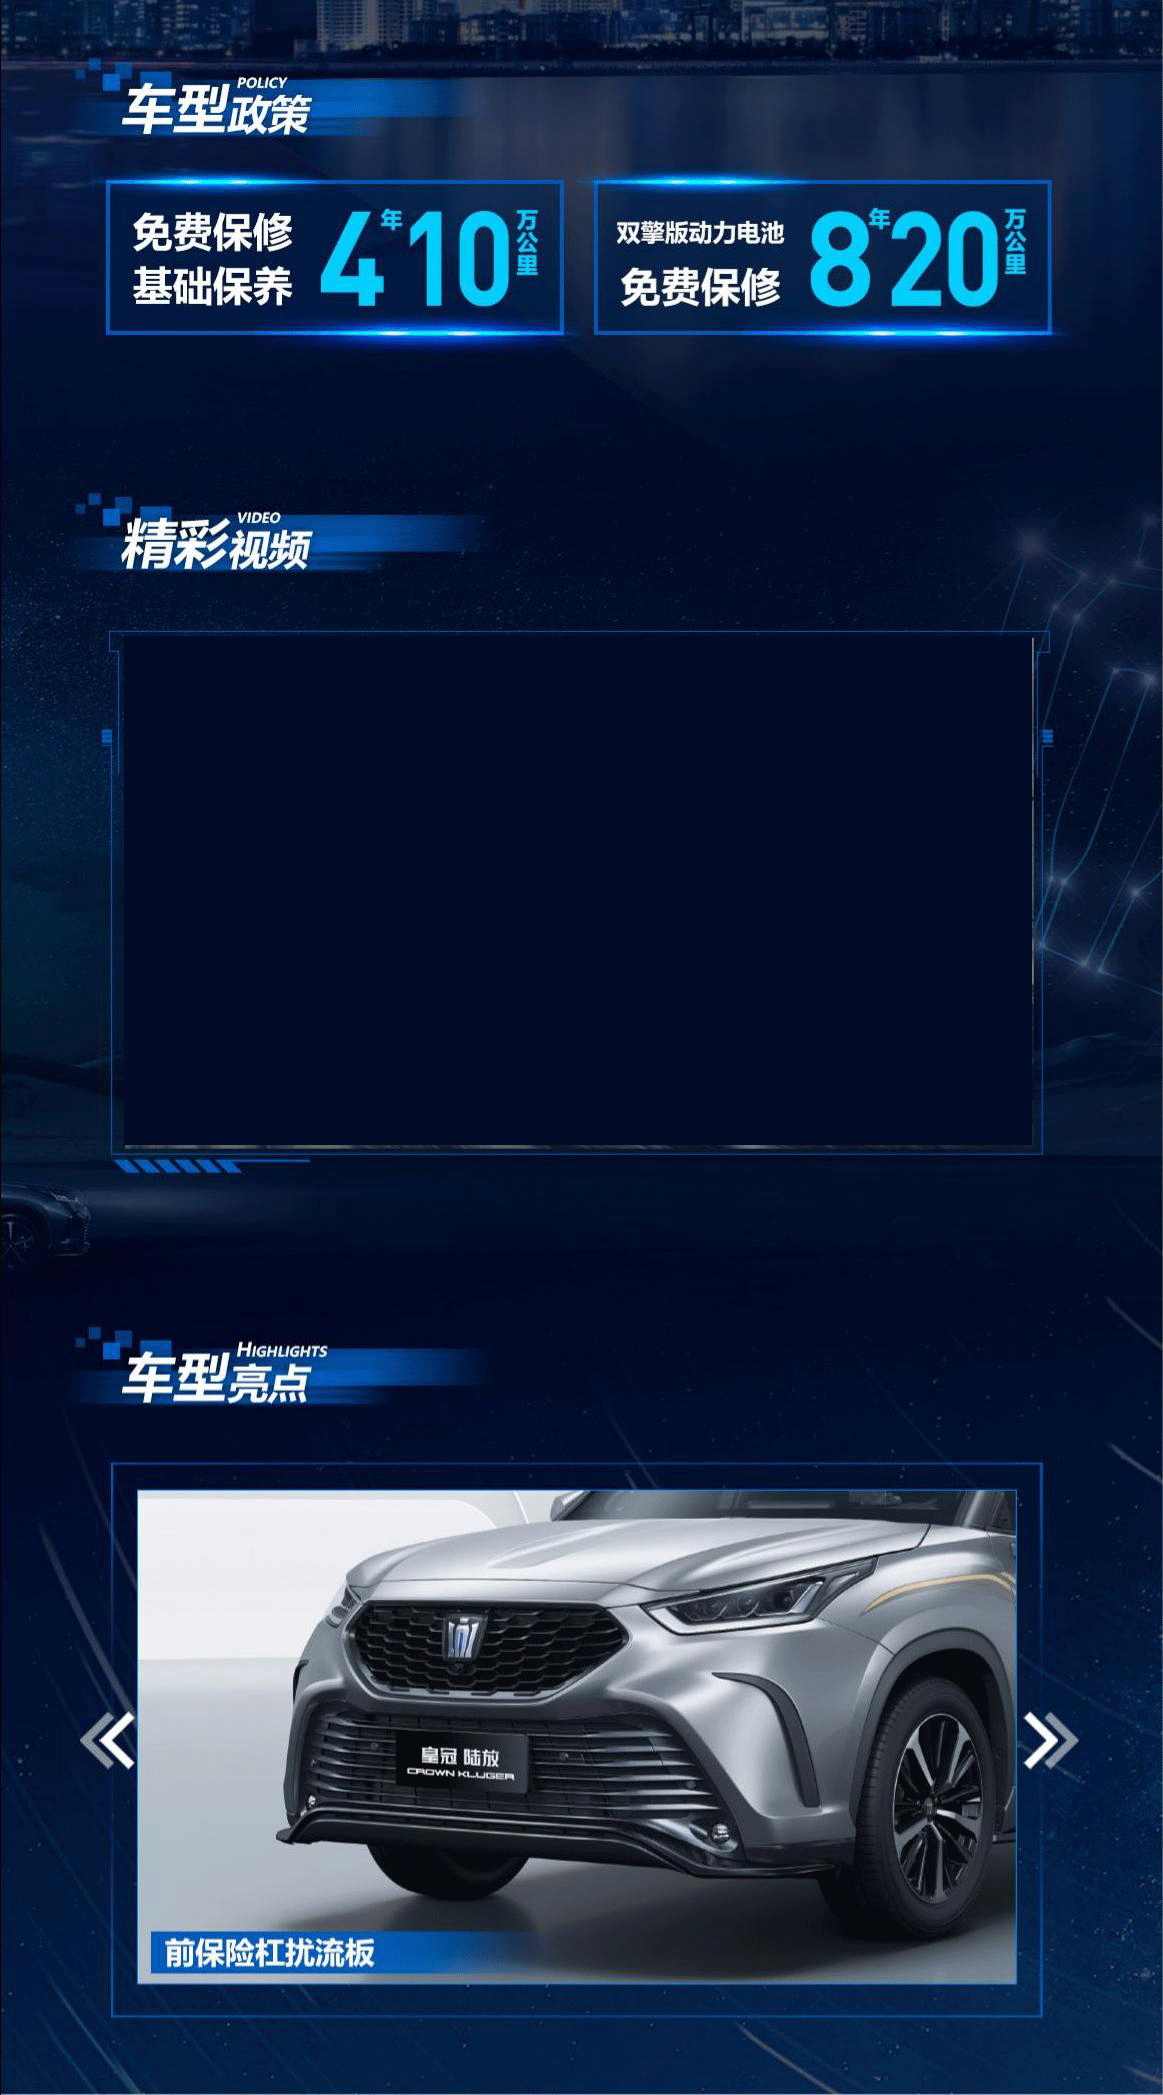 POLICY
车型政策
免费保修
基础保养
4年10万公里
双擎版动力电池
免费保修
8年20万公里
VIDEO
精彩视频
HIGHLIGHTS
车型亮点
皇冠 陆放
CROWN KLUGER
前保险杠扰流板